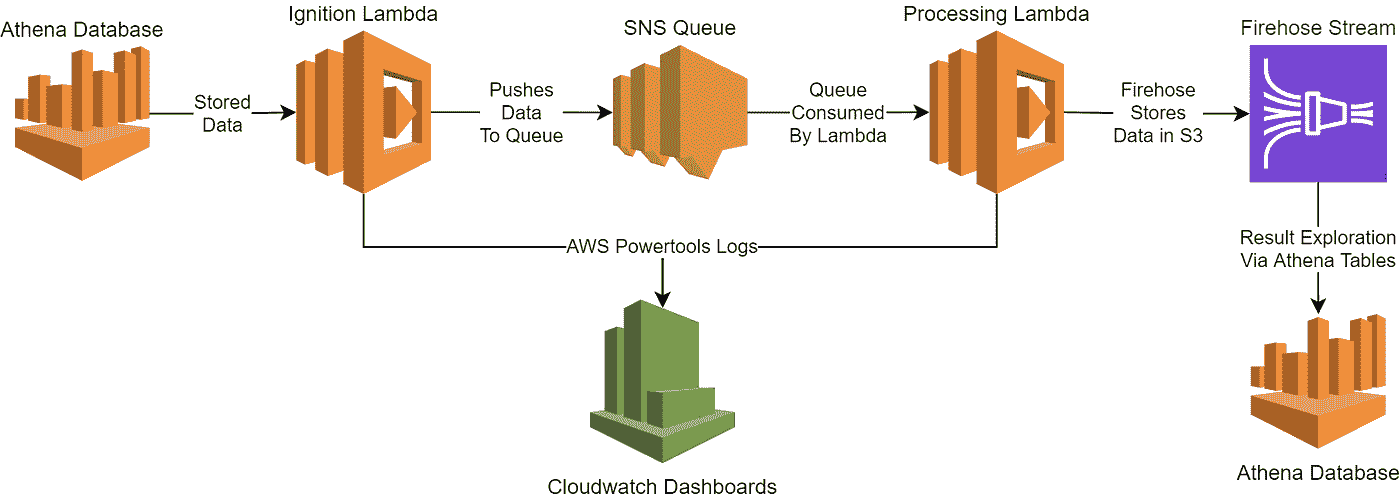 Athena Database
Ignition Lambda
SNS Queue
Processing Lambda
Firehose Stream
Stored
Data
Pushes
Data
To Queue
Queue
Consumed
By Lambda
Firehose
Stores
Data in S3
AWS Powertools Logs
Result Exploration
Via Athena Tables
Cloudwatch Dashboards
Athena Database